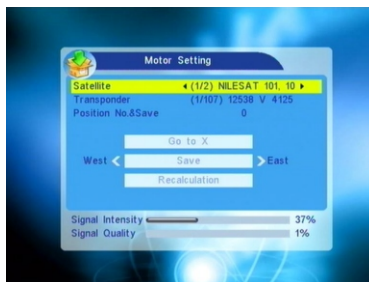 Motor Setting
Satellite (1/2) NILESAT 101, 10
Transponder (1/107) 12538 V 4125
Position No.&Save 0
Go to X
West Save East
Recalculation
Signal Intensity 37%
Signal Quality 1%